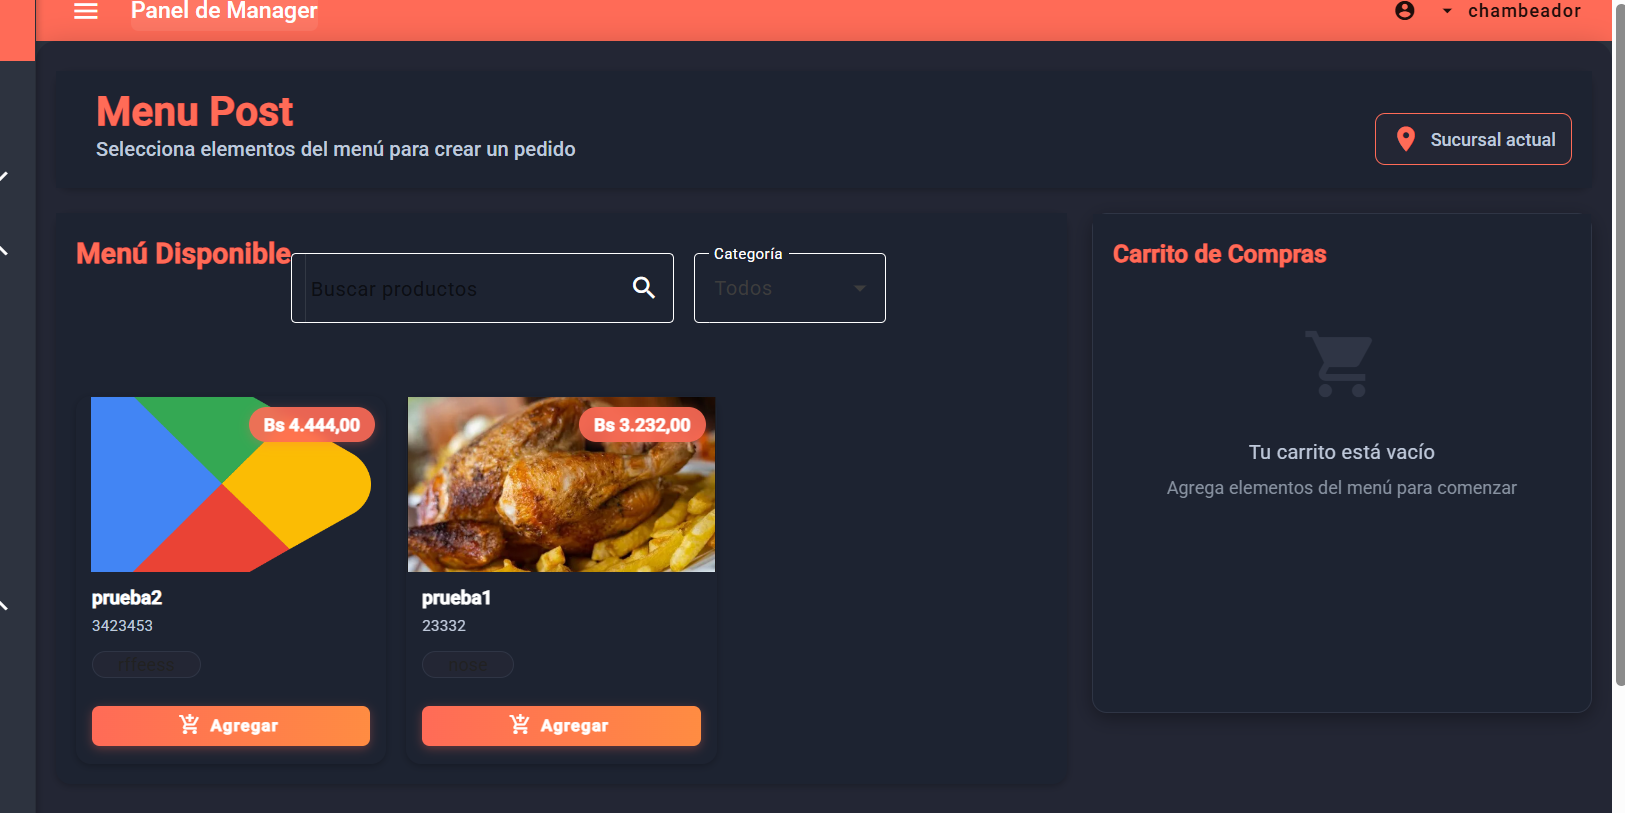 Panel de Manager
chambeador
Menu Post
Selecciona elementos del menú para crear un pedido
Sucursal actual
Menú Disponible
Buscar productos
Categoría
Todos
Carrito de Compras
Tu carrito está vacío
Agrega elementos del menú para comenzar
Bs 4.444,00
prueba2
3423453
rffeess
Agregar
Bs 3.232,00
prueba1
23332
nose
Agregar